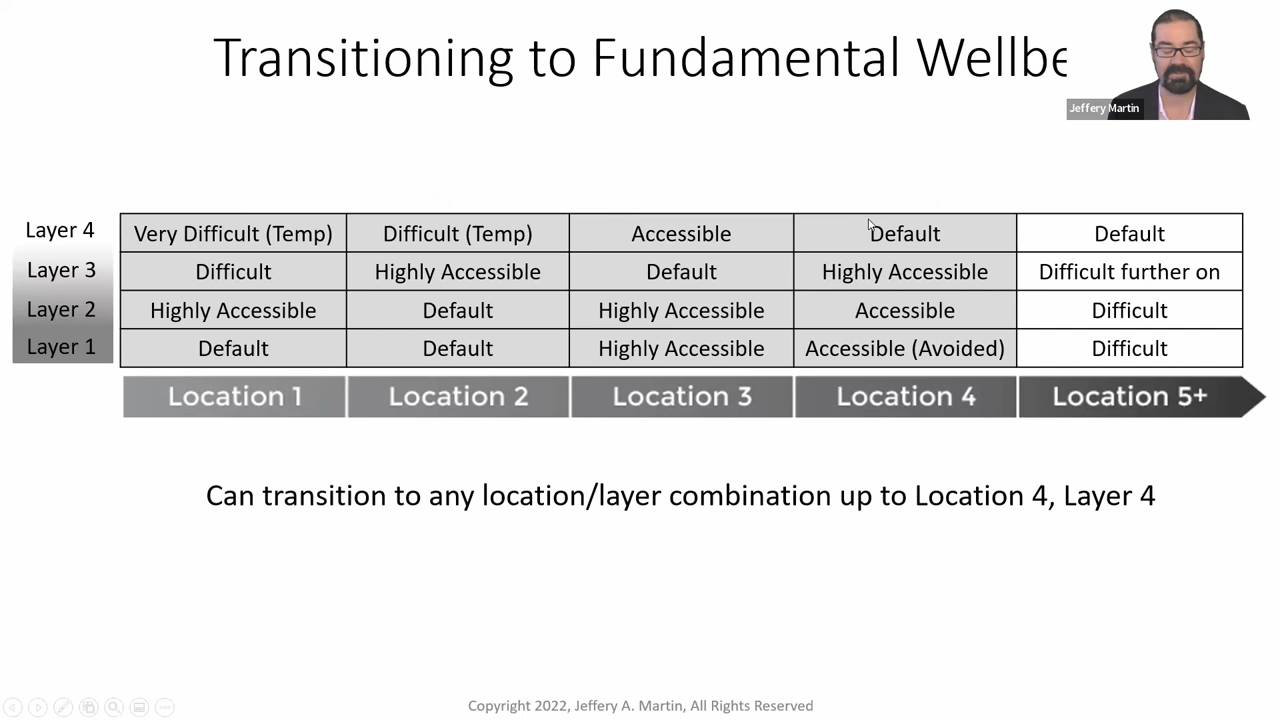 Transitioning to Fundamental Wellbe
Jeffery Martin
Layer 4 Very Difficult (Temp) Difficult (Temp) Accessible Default Default
Layer 3 Difficult Highly Accessible Default Highly Accessible Difficult further on
Layer 2 Highly Accessible Default Highly Accessible Accessible Difficult
Layer 1 Default Default Highly Accessible Accessible (Avoided) Difficult
Location 1 Location 2 Location 3 Location 4 Location 5+
Can transition to any location/layer combination up to Location 4, Layer 4
Copyright 2022, Jeffery A. Martin, All Rights Reserved